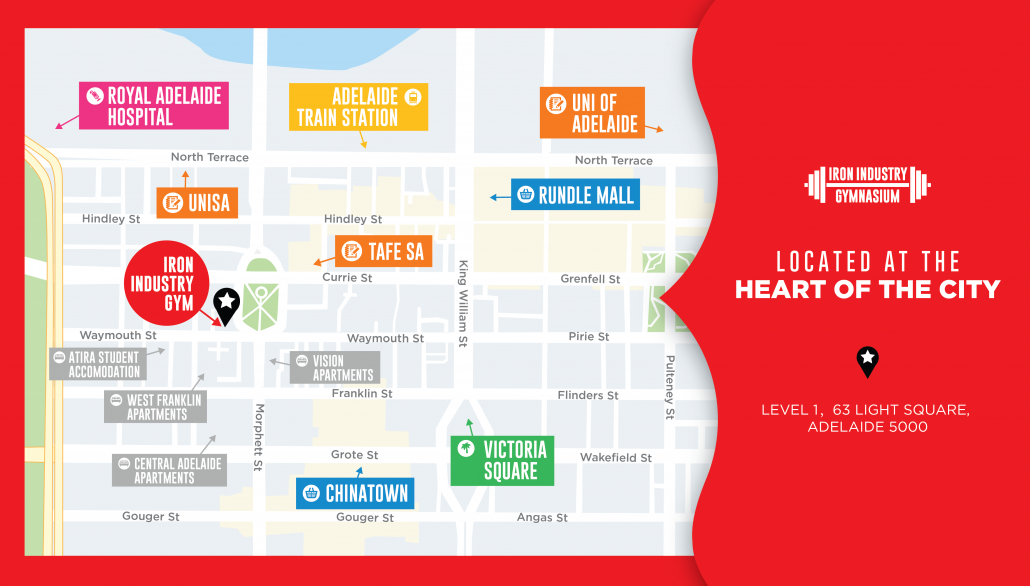 ROYAL ADELAIDE
HOSPITAL
ADELAIDE
TRAIN STATION
UNI OF
ADELAIDE
North Terrace
North Terrace
UNISA
RUNDLE MALL
Hindley St
Hindley St
TAFE SA
IRON
INDUSTRY
GYM
Currie St
Grenfell St
King William St
Waymouth St
Waymouth St
Pirie St
ATIRA STUDENT
ACCOMODATION
VISION
APARTMENTS
Pulteney St
WEST FRANKLIN
APARTMENTS
Franklin St
Flinders St
Morphett St
CENTRAL ADELAIDE
APARTMENTS
Grote St
VICTORIA
SQUARE
Wakefield St
CHINATOWN
Gouger St
Gouger St
Angas St
IRON INDUSTRY
GYMNASIUM
LOCATED AT THE
HEART OF THE CITY
LEVEL 1, 63 LIGHT SQUARE,
ADELAIDE 5000